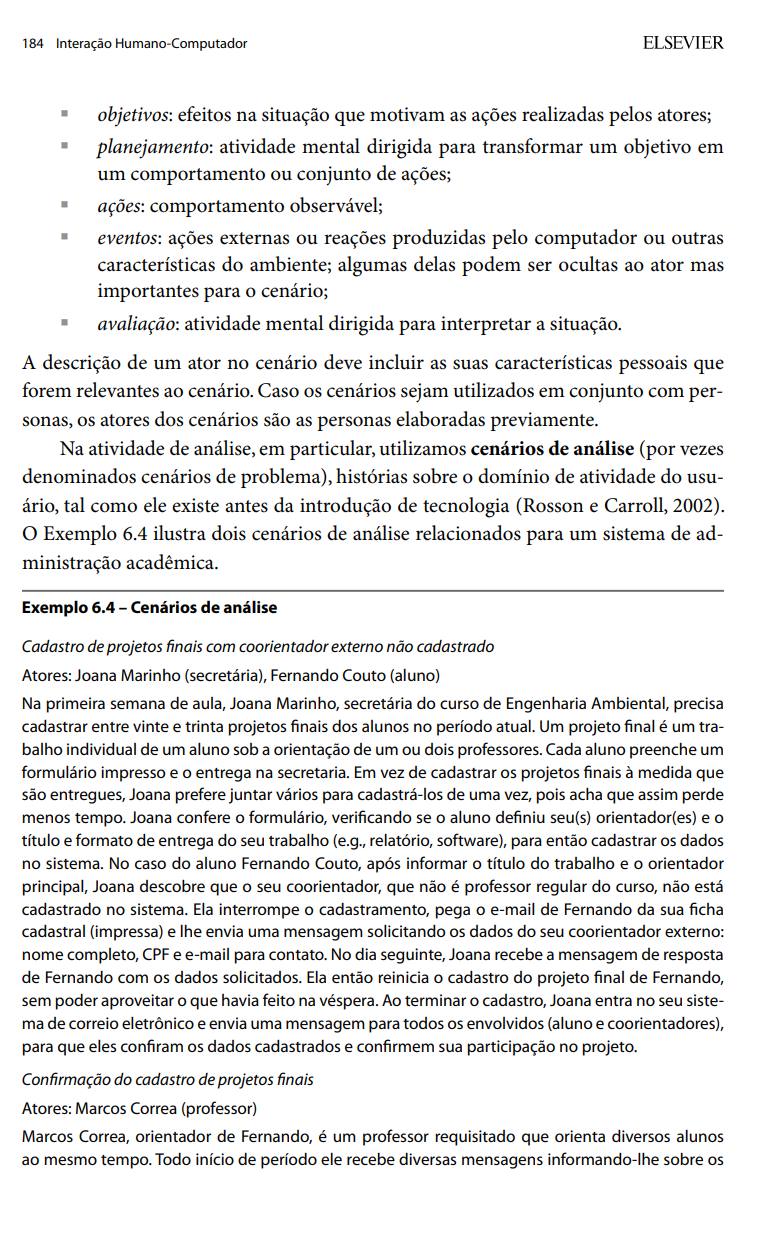 184 Interação Humano-Computador ELSEVIER
▪ objetivos: efeitos na situação que motivam as ações realizadas pelos atores;
▪ planejamento: atividade mental dirigida para transformar um objetivo em
um comportamento ou conjunto de ações;
▪ ações: comportamento observável;
▪ eventos: ações externas ou reações produzidas pelo computador ou outras
características do ambiente; algumas delas podem ser ocultas ao ator mas
importantes para o cenário;
▪ avaliação: atividade mental dirigida para interpretar a situação.
A descrição de um ator no cenário deve incluir as suas características pessoais que
forem relevantes ao cenário. Caso os cenários sejam utilizados em conjunto com per-
sonas, os atores dos cenários são as personas elaboradas previamente.
Na atividade de análise, em particular, utilizamos cenários de análise (por vezes
denominados cenários de problema), histórias sobre o domínio de atividade do usu-
ário, tal como ele existe antes da introdução de tecnologia (Rosson e Carroll, 2002).
O Exemplo 6.4 ilustra dois cenários de análise relacionados para um sistema de ad-
ministração acadêmica.
Exemplo 6.4 – Cenários de análise
Cadastro de projetos finais com coorientador externo não cadastrado
Atores: Joana Marinho (secretária), Fernando Couto (aluno)
Na primeira semana de aula, Joana Marinho, secretária do curso de Engenharia Ambiental, precisa
cadastrar entre vinte e trinta projetos finais dos alunos no período atual. Um projeto final é um tra-
balho individual de um aluno sob a orientação de um ou dois professores. Cada aluno preenche um
formulário impresso e o entrega na secretaria. Em vez de cadastrar os projetos finais à medida que
são entregues, Joana prefere juntar vários para cadastrá-los de uma vez, pois acha que assim perde
menos tempo. Joana confere o formulário, verificando se o aluno definiu seu(s) orientador(es) e o
título e formato de entrega do seu trabalho (e.g., relatório, software), para então cadastrar os dados
no sistema. No caso do aluno Fernando Couto, após informar o título do trabalho e o orientador
principal, Joana descobre que o seu coorientador, que não é professor regular do curso, não está
cadastrado no sistema. Ela interrompe o cadastramento, pega o e-mail de Fernando da sua ficha
cadastral (impressa) e lhe envia uma mensagem solicitando os dados do seu coorientador externo:
nome completo, CPF e e-mail para contato. No dia seguinte, Joana recebe a mensagem de resposta
de Fernando com os dados solicitados. Ela então reinicia o cadastro do projeto final de Fernando,
sem poder aproveitar o que havia feito na véspera. Ao terminar o cadastro, Joana entra no seu siste-
ma de correio eletrônico e envia uma mensagem para todos os envolvidos (aluno e coorientadores),
para que eles confiram os dados cadastrados e confirmem sua participação no projeto.
Confirmação do cadastro de projetos finais
Atores: Marcos Correa (professor)
Marcos Correa, orientador de Fernando, é um professor requisitado que orienta diversos alunos
ao mesmo tempo. Todo início de período ele recebe diversas mensagens informando-lhe sobre os